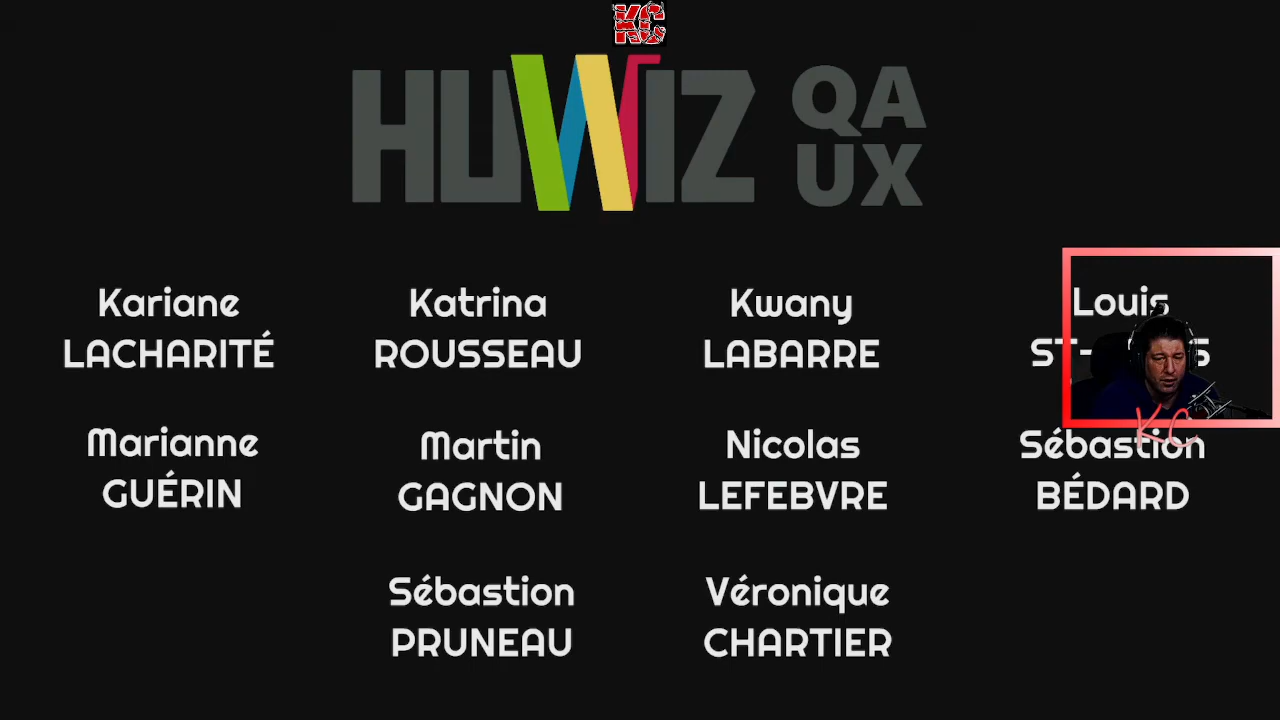 KC
HUWIZ QA
UX
Kariane
LACHARITÉ
Katrina
ROUSSEAU
Kwany
LABARRE
Louis
Marianne
GUÉRIN
Martin
GAGNON
Nicolas
LEFEBVRE
Sébastion
BÉDARD
KC
Sébastion
PRUNEAU
Véronique
CHARTIER